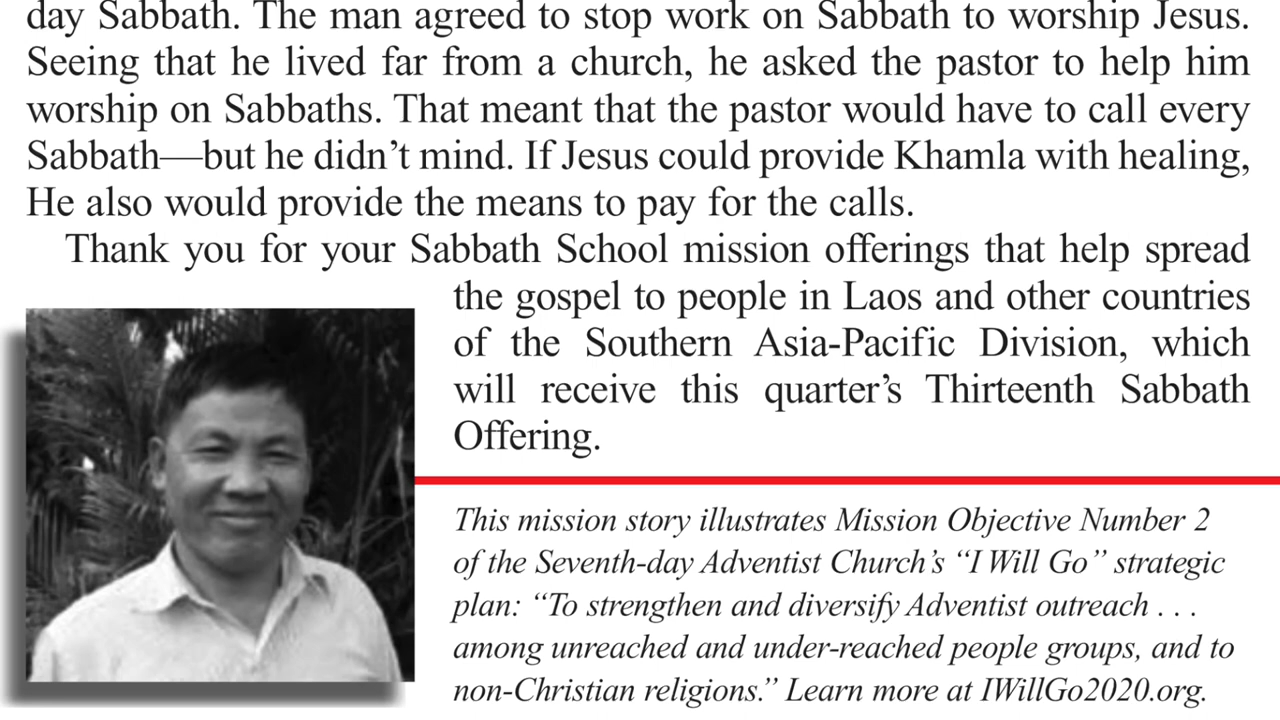 day Sabbath. The man agreed to stop work on Sabbath to worship Jesus.
Seeing that he lived far from a church, he asked the pastor to help him
worship on Sabbaths. That meant that the pastor would have to call every
Sabbath—but he didn’t mind. If Jesus could provide Khamla with healing,
He also would provide the means to pay for the calls.
Thank you for your Sabbath School mission offerings that help spread
the gospel to people in Laos and other countries
of the Southern Asia-Pacific Division, which
will receive this quarter’s Thirteenth Sabbath
Offering.
This mission story illustrates Mission Objective Number 2
of the Seventh-day Adventist Church’s “I Will Go” strategic
plan: “To strengthen and diversify Adventist outreach . . .
among unreached and under-reached people groups, and to
non-Christian religions.” Learn more at IWillGo2020.org.